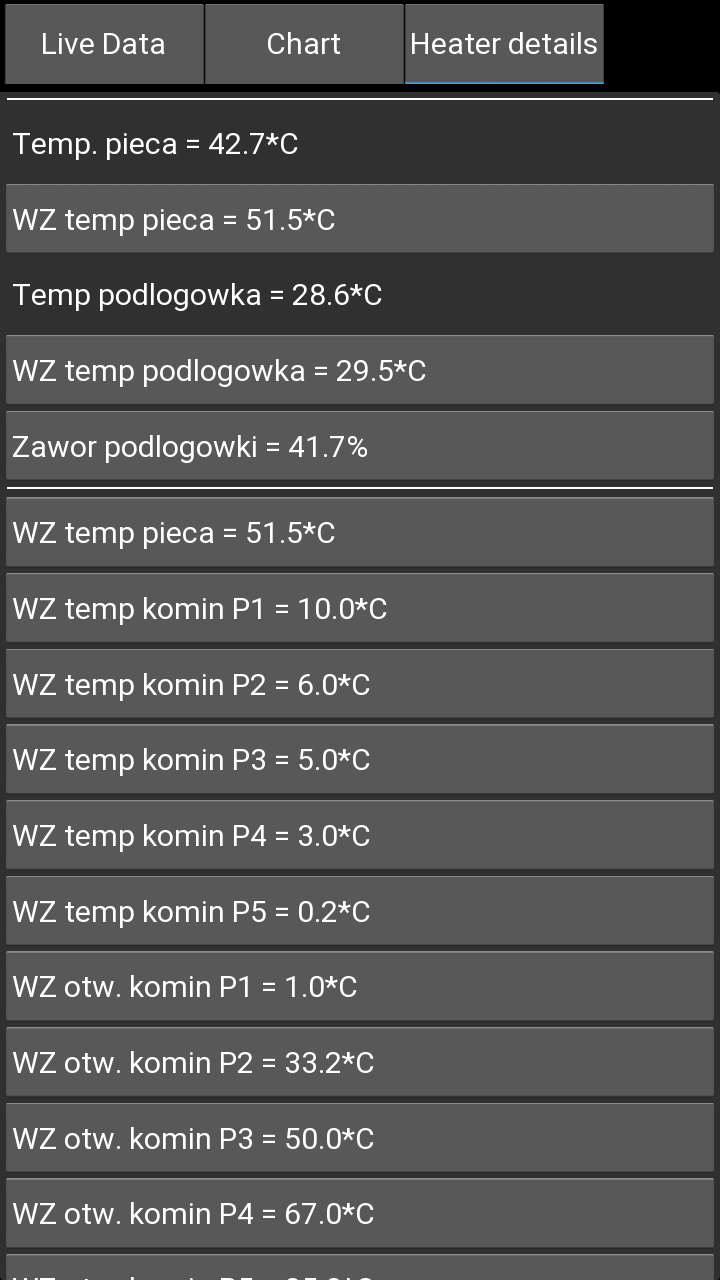 Live Data
Chart
Heater details
Temp. pieca = 42.7*C
WZ temp pieca = 51.5*C
Temp podlogowka = 28.6*C
WZ temp podlogowka = 29.5*C
Zawor podlogowki = 41.7%
WZ temp pieca = 51.5*C
WZ temp komin P1 = 10.0*C
WZ temp komin P2 = 6.0*C
WZ temp komin P3 = 5.0*C
WZ temp komin P4 = 3.0*C
WZ temp komin P5 = 0.2*C
WZ otw. komin P1 = 1.0*C
WZ otw. komin P2 = 33.2*C
WZ otw. komin P3 = 50.0*C
WZ otw. komin P4 = 67.0*C